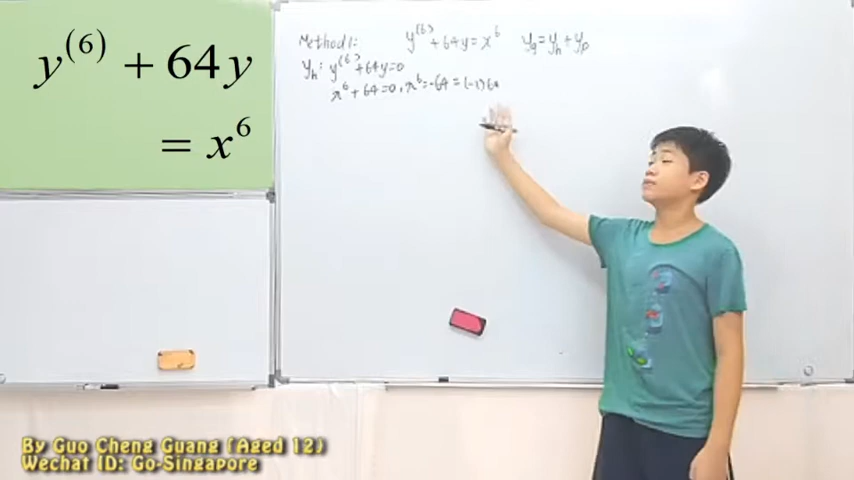 y^(6) + 64y
= x^6
Method 1: y^(6) + 64y = x^6 y_g = y_h + y_p
y_h: y^(6) + 64y = 0
r^6 + 64 = 0, r^6 = -64 = (-1) 64
By Guo Cheng Guang (Aged 12)
Wechat ID: Go-Singapore